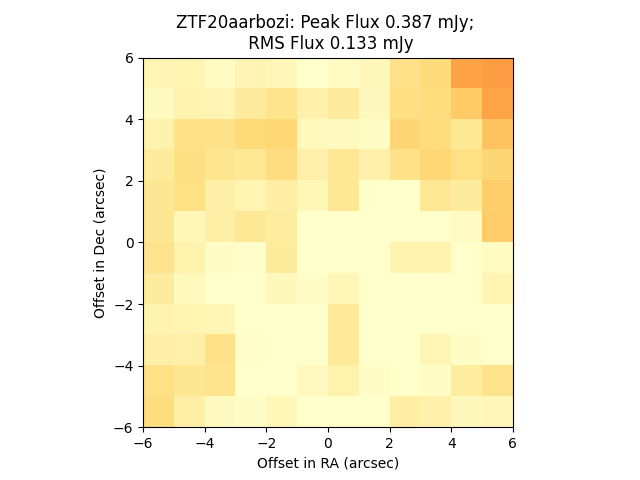 ZTF20aarbozi: Peak Flux 0.387 mJy;
RMS Flux 0.133 mJy
6
4
2
0
−2
−4
−6
Offset in Dec (arcsec)
−6 −4 −2 0 2 4 6
Offset in RA (arcsec)